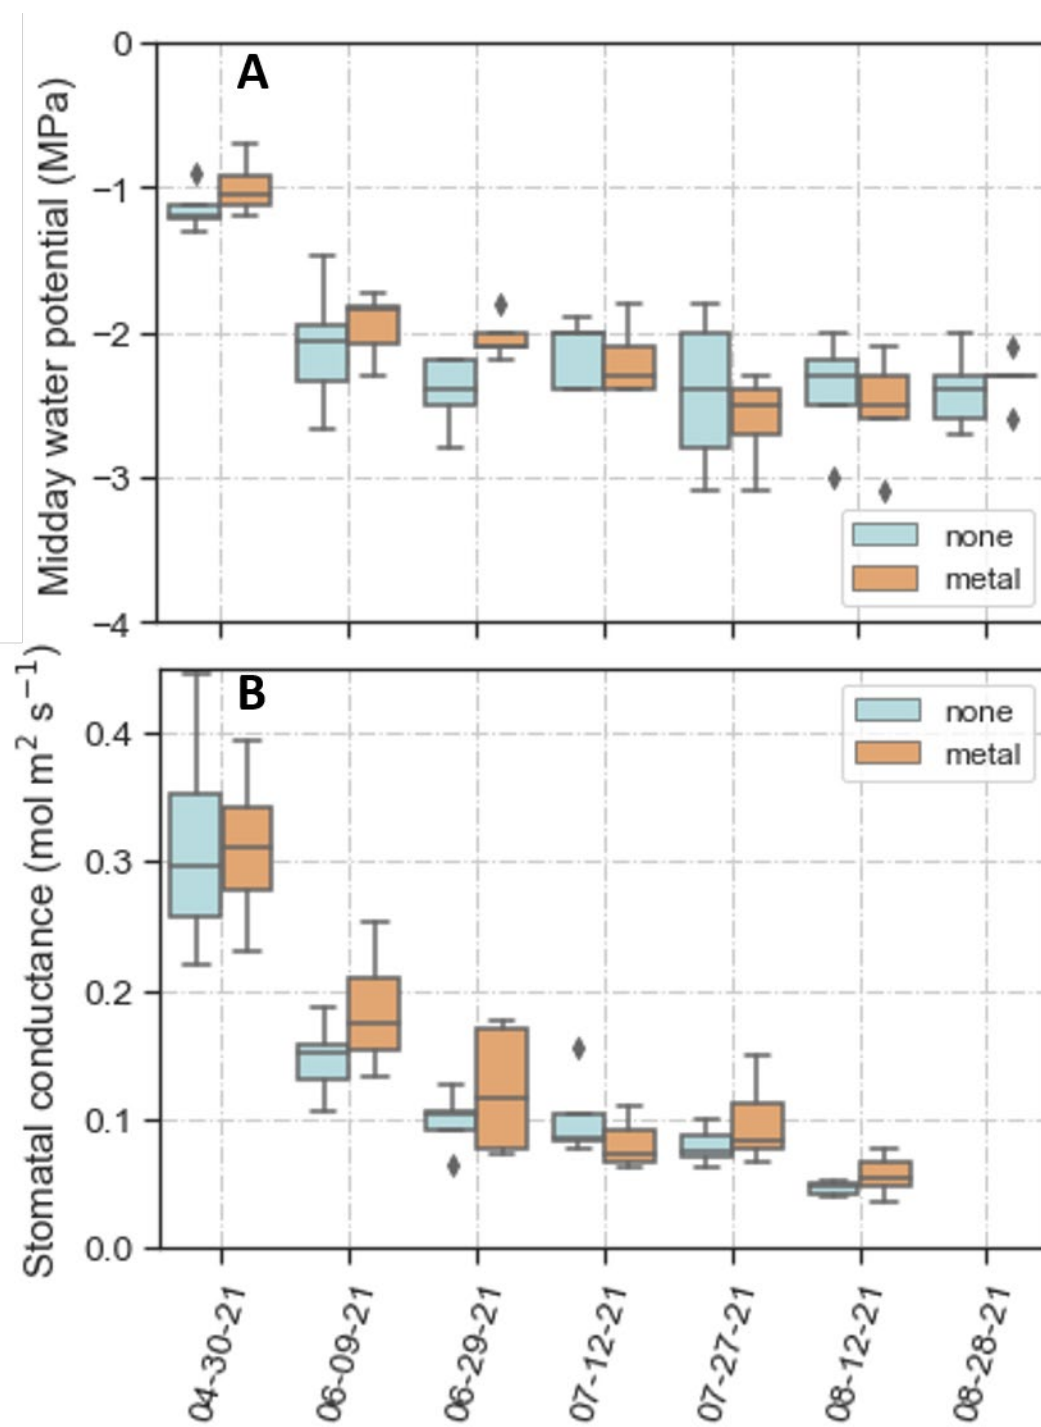 A
Midday water potential (MPa)
0
−1
−2
−3
−4
none
metal
B
Stomatal conductance (mol m² s⁻¹)
0.4
0.3
0.2
0.1
0.0
none
metal
04-30-21
06-09-21
06-29-21
07-12-21
07-27-21
08-12-21
08-28-21